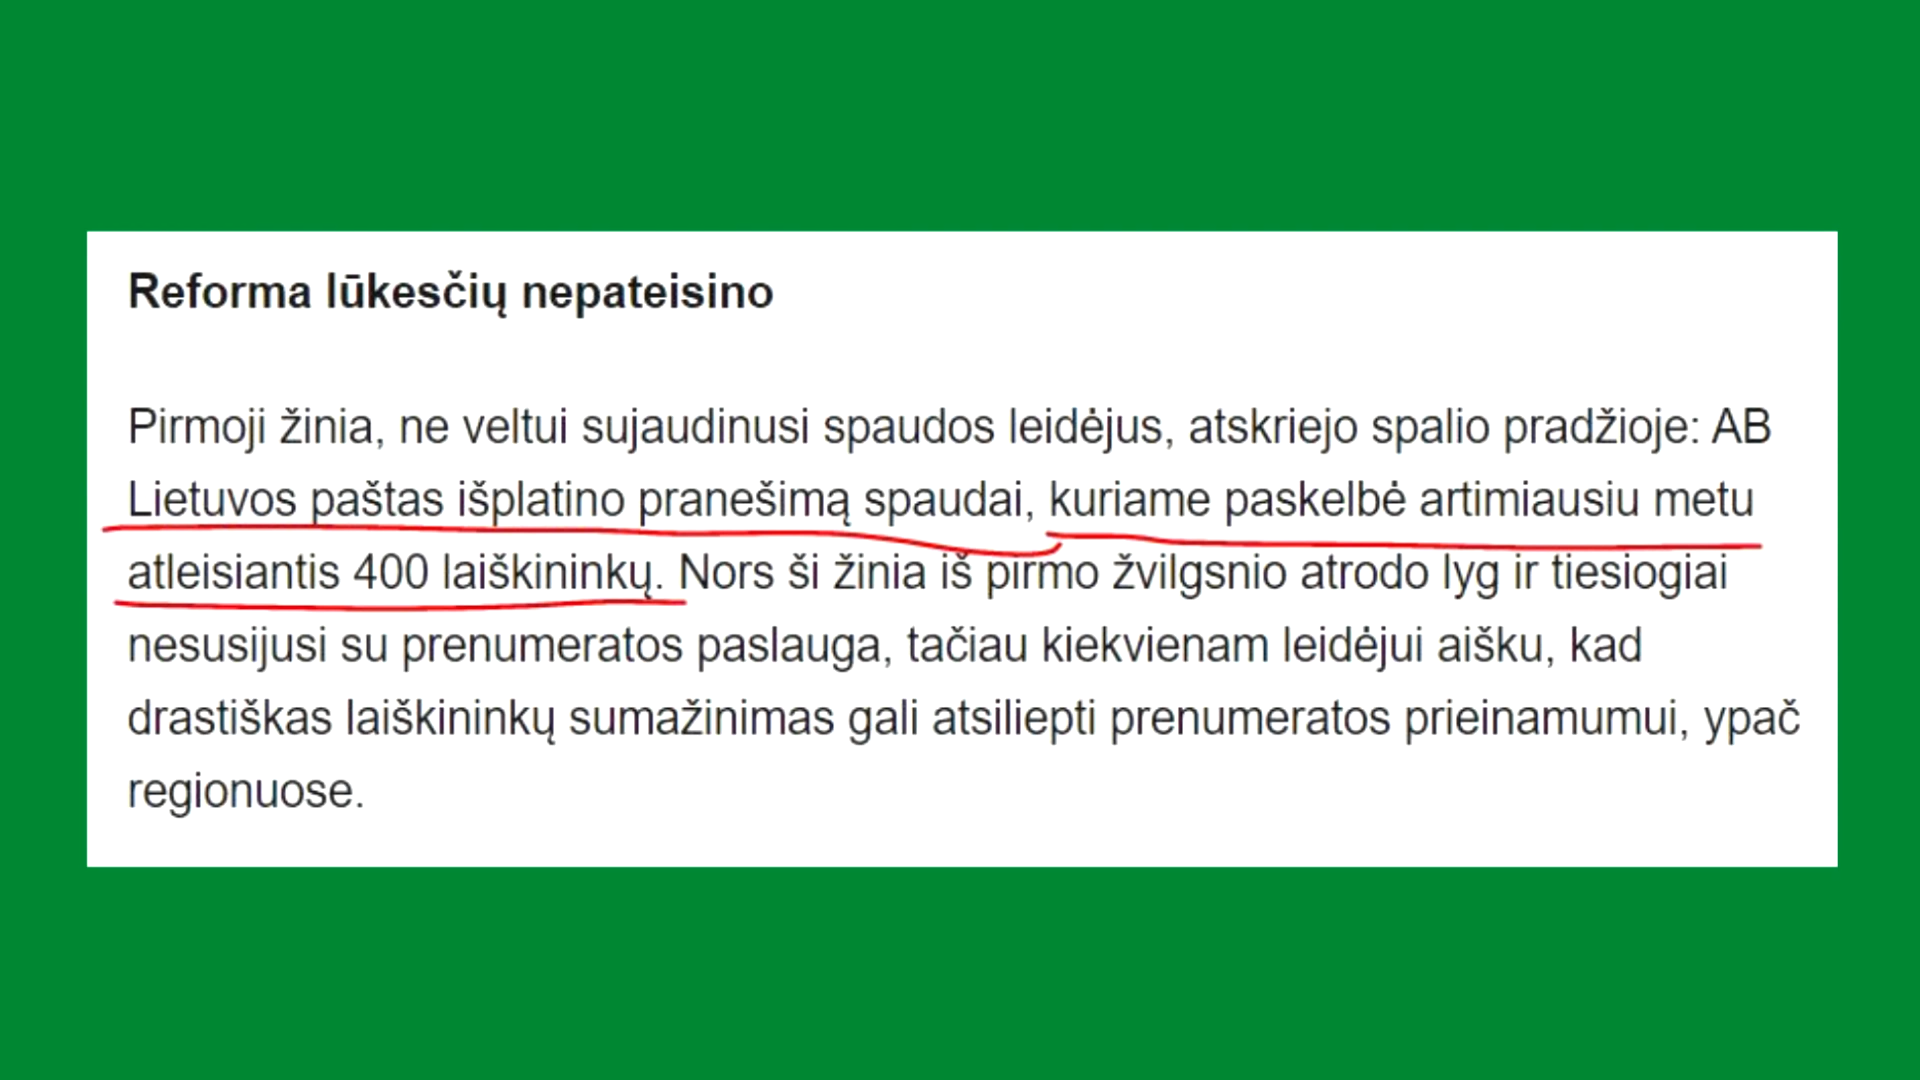 Reforma lūkesčių nepateisino
Pirmoji žinia, ne veltui sujaudinusi spaudos leidėjus, atskriejo spalio pradžioje: AB
Lietuvos paštas išplatino pranešimą spaudai, kuriame paskelbė artimiausiu metu
atleisiantis 400 laiškininkų. Nors ši žinia iš pirmo žvilgsnio atrodo lyg ir tiesiogiai
nesusijusi su prenumeratos paslauga, tačiau kiekvienam leidėjui aišku, kad
drastiškas laiškininkų sumažinimas gali atsiliepti prenumeratos prieinamumui, ypač
regionuose.